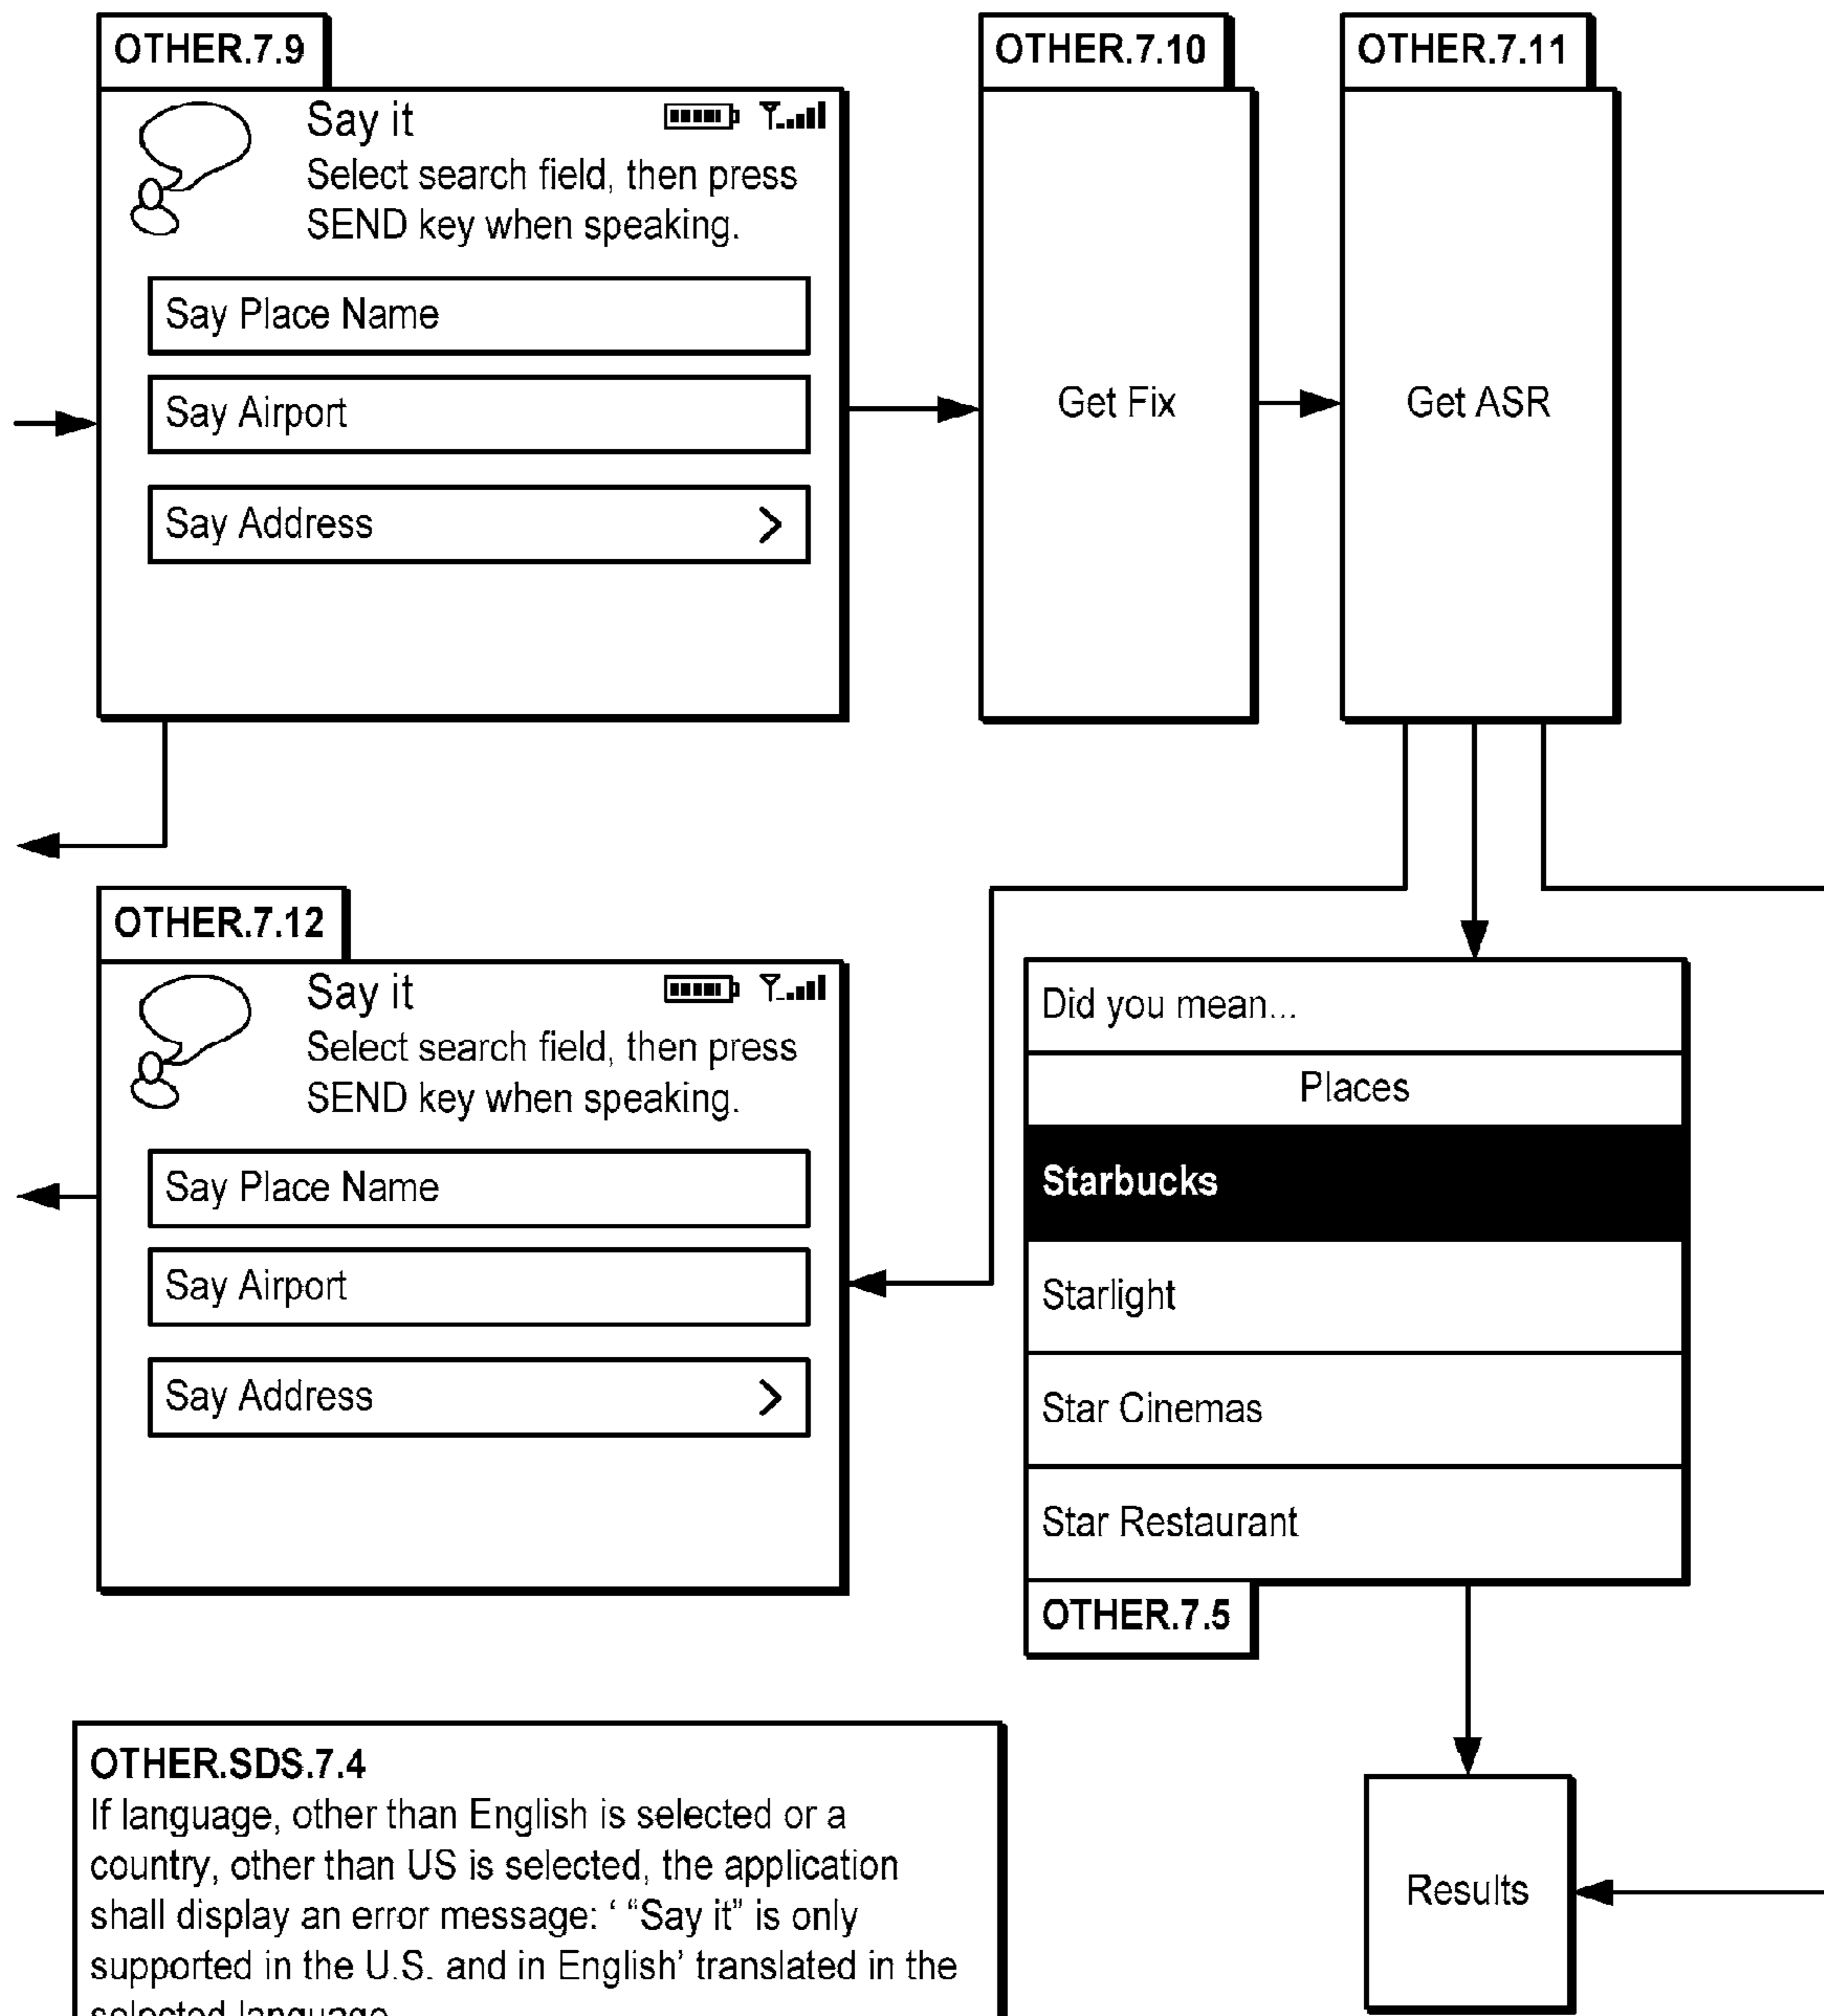 OTHER.7.9
Say it
Select search field, then press
SEND key when speaking.
Say Place Name
Say Airport
Say Address
OTHER.7.10
Get Fix
OTHER.7.11
Get ASR
OTHER.7.12
Say it
Select search field, then press
SEND key when speaking.
Say Place Name
Say Airport
Say Address
Did you mean...
Places
Starbucks
Starlight
Star Cinemas
Star Restaurant
OTHER.7.5
OTHER.SDS.7.4
If language, other than English is selected or a
country, other than US is selected, the application
shall display an error message: ‘ “Say it” is only
supported in the U.S. and in English’ translated in the
selected language
Results